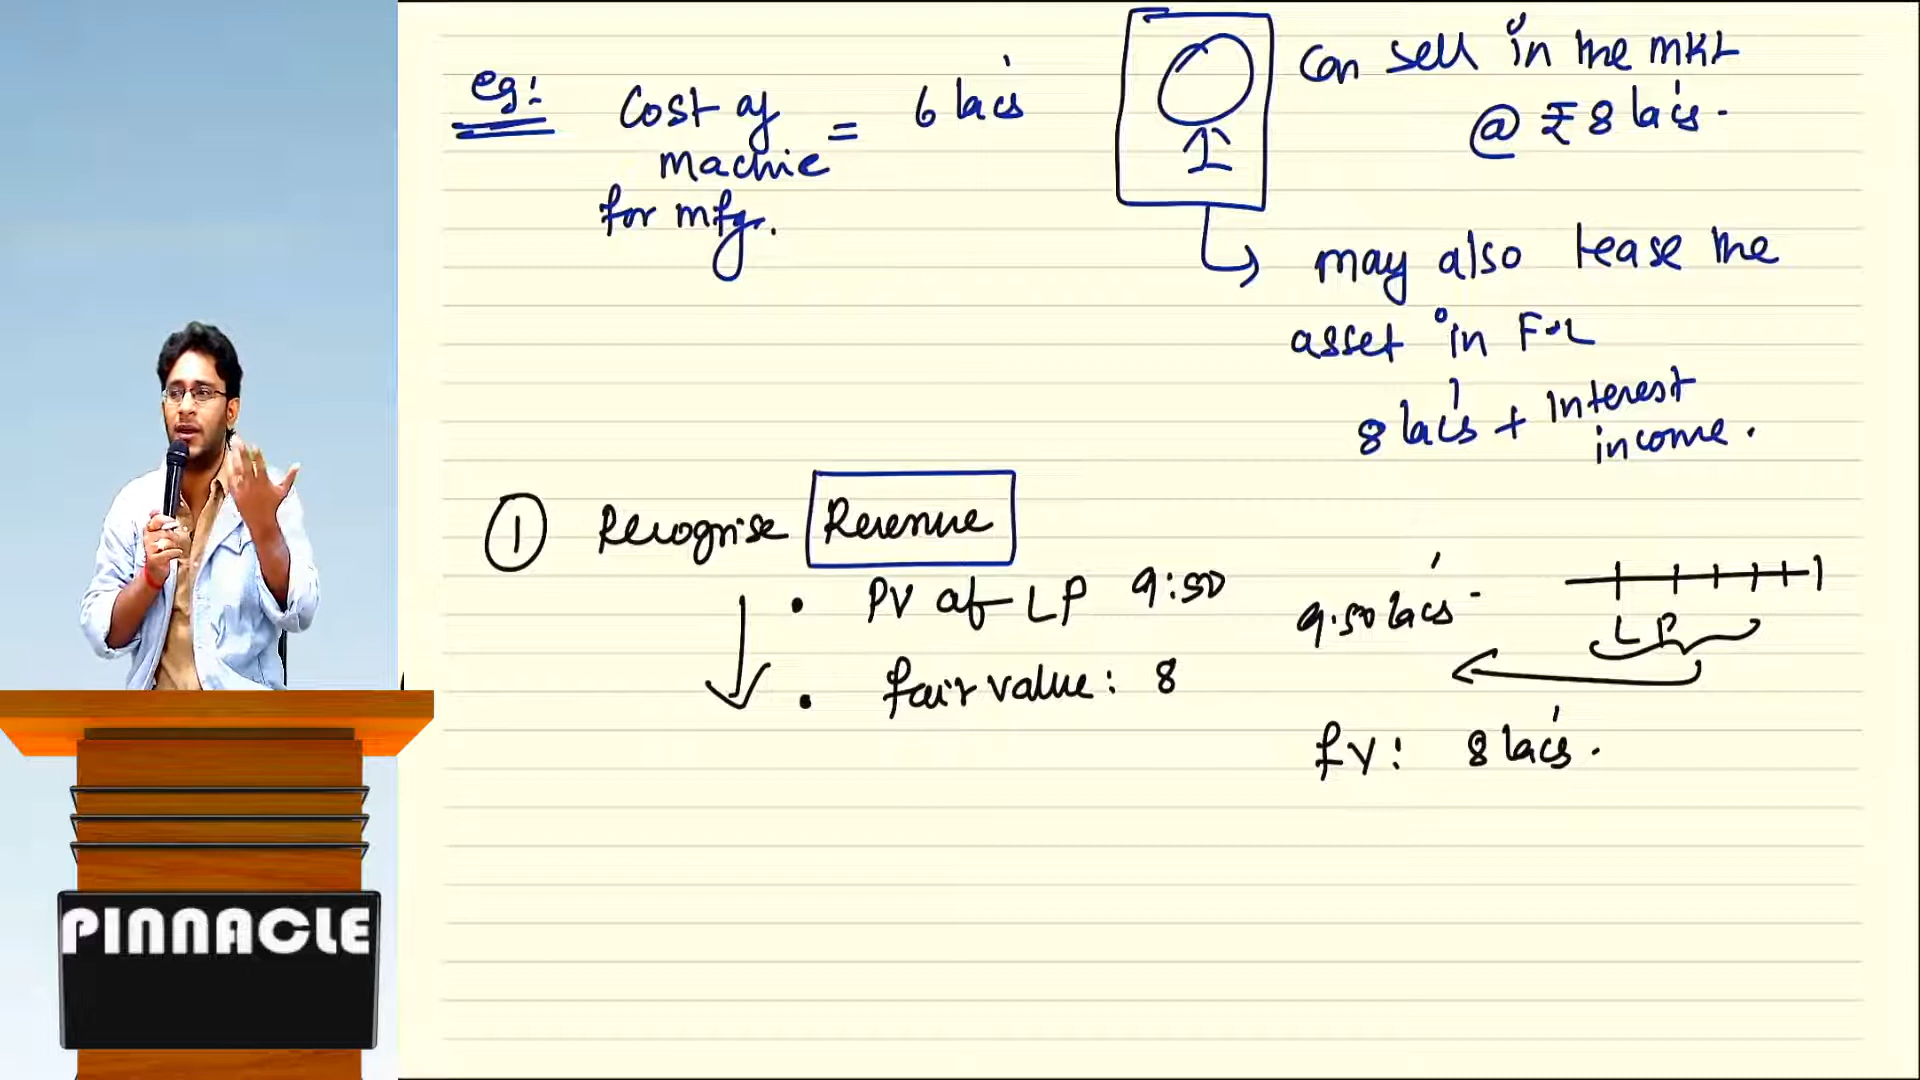 eg:
Cost of = 6 lacs
machie
for mfg.
I
Can sell in the mkt
@ ₹ 8 lacs.
may also lease the
asset in F.L
8 lacs + Interest
income.
1 Recognise Revenue
• PV of LP 9:50
• fair value: 8
9.50 lacs
L P
FV: 8 lacs.
PINNACLE